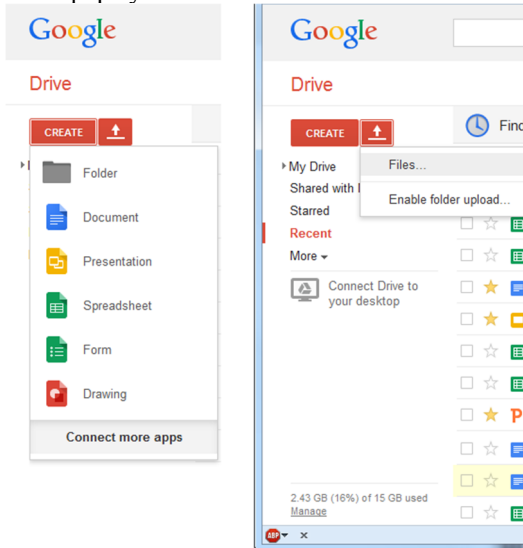 Google
Drive
CREATE
Folder
Document
Presentation
Spreadsheet
Form
Drawing
Connect more apps
Google
Drive
CREATE
My Drive
Shared with
Starred
Recent
More
Files...
Enable folder upload...
Connect Drive to
your desktop
2.43 GB (16%) of 15 GB used
Manage
ABP
x